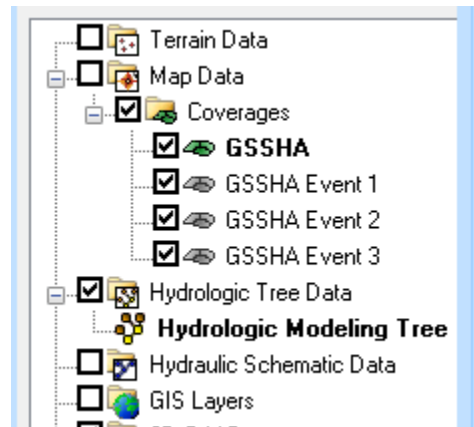 Terrain Data
Map Data
Coverages
GSSHA
GSSHA Event 1
GSSHA Event 2
GSSHA Event 3
Hydrologic Tree Data
Hydrologic Modeling Tree
Hydraulic Schematic Data
GIS Layers